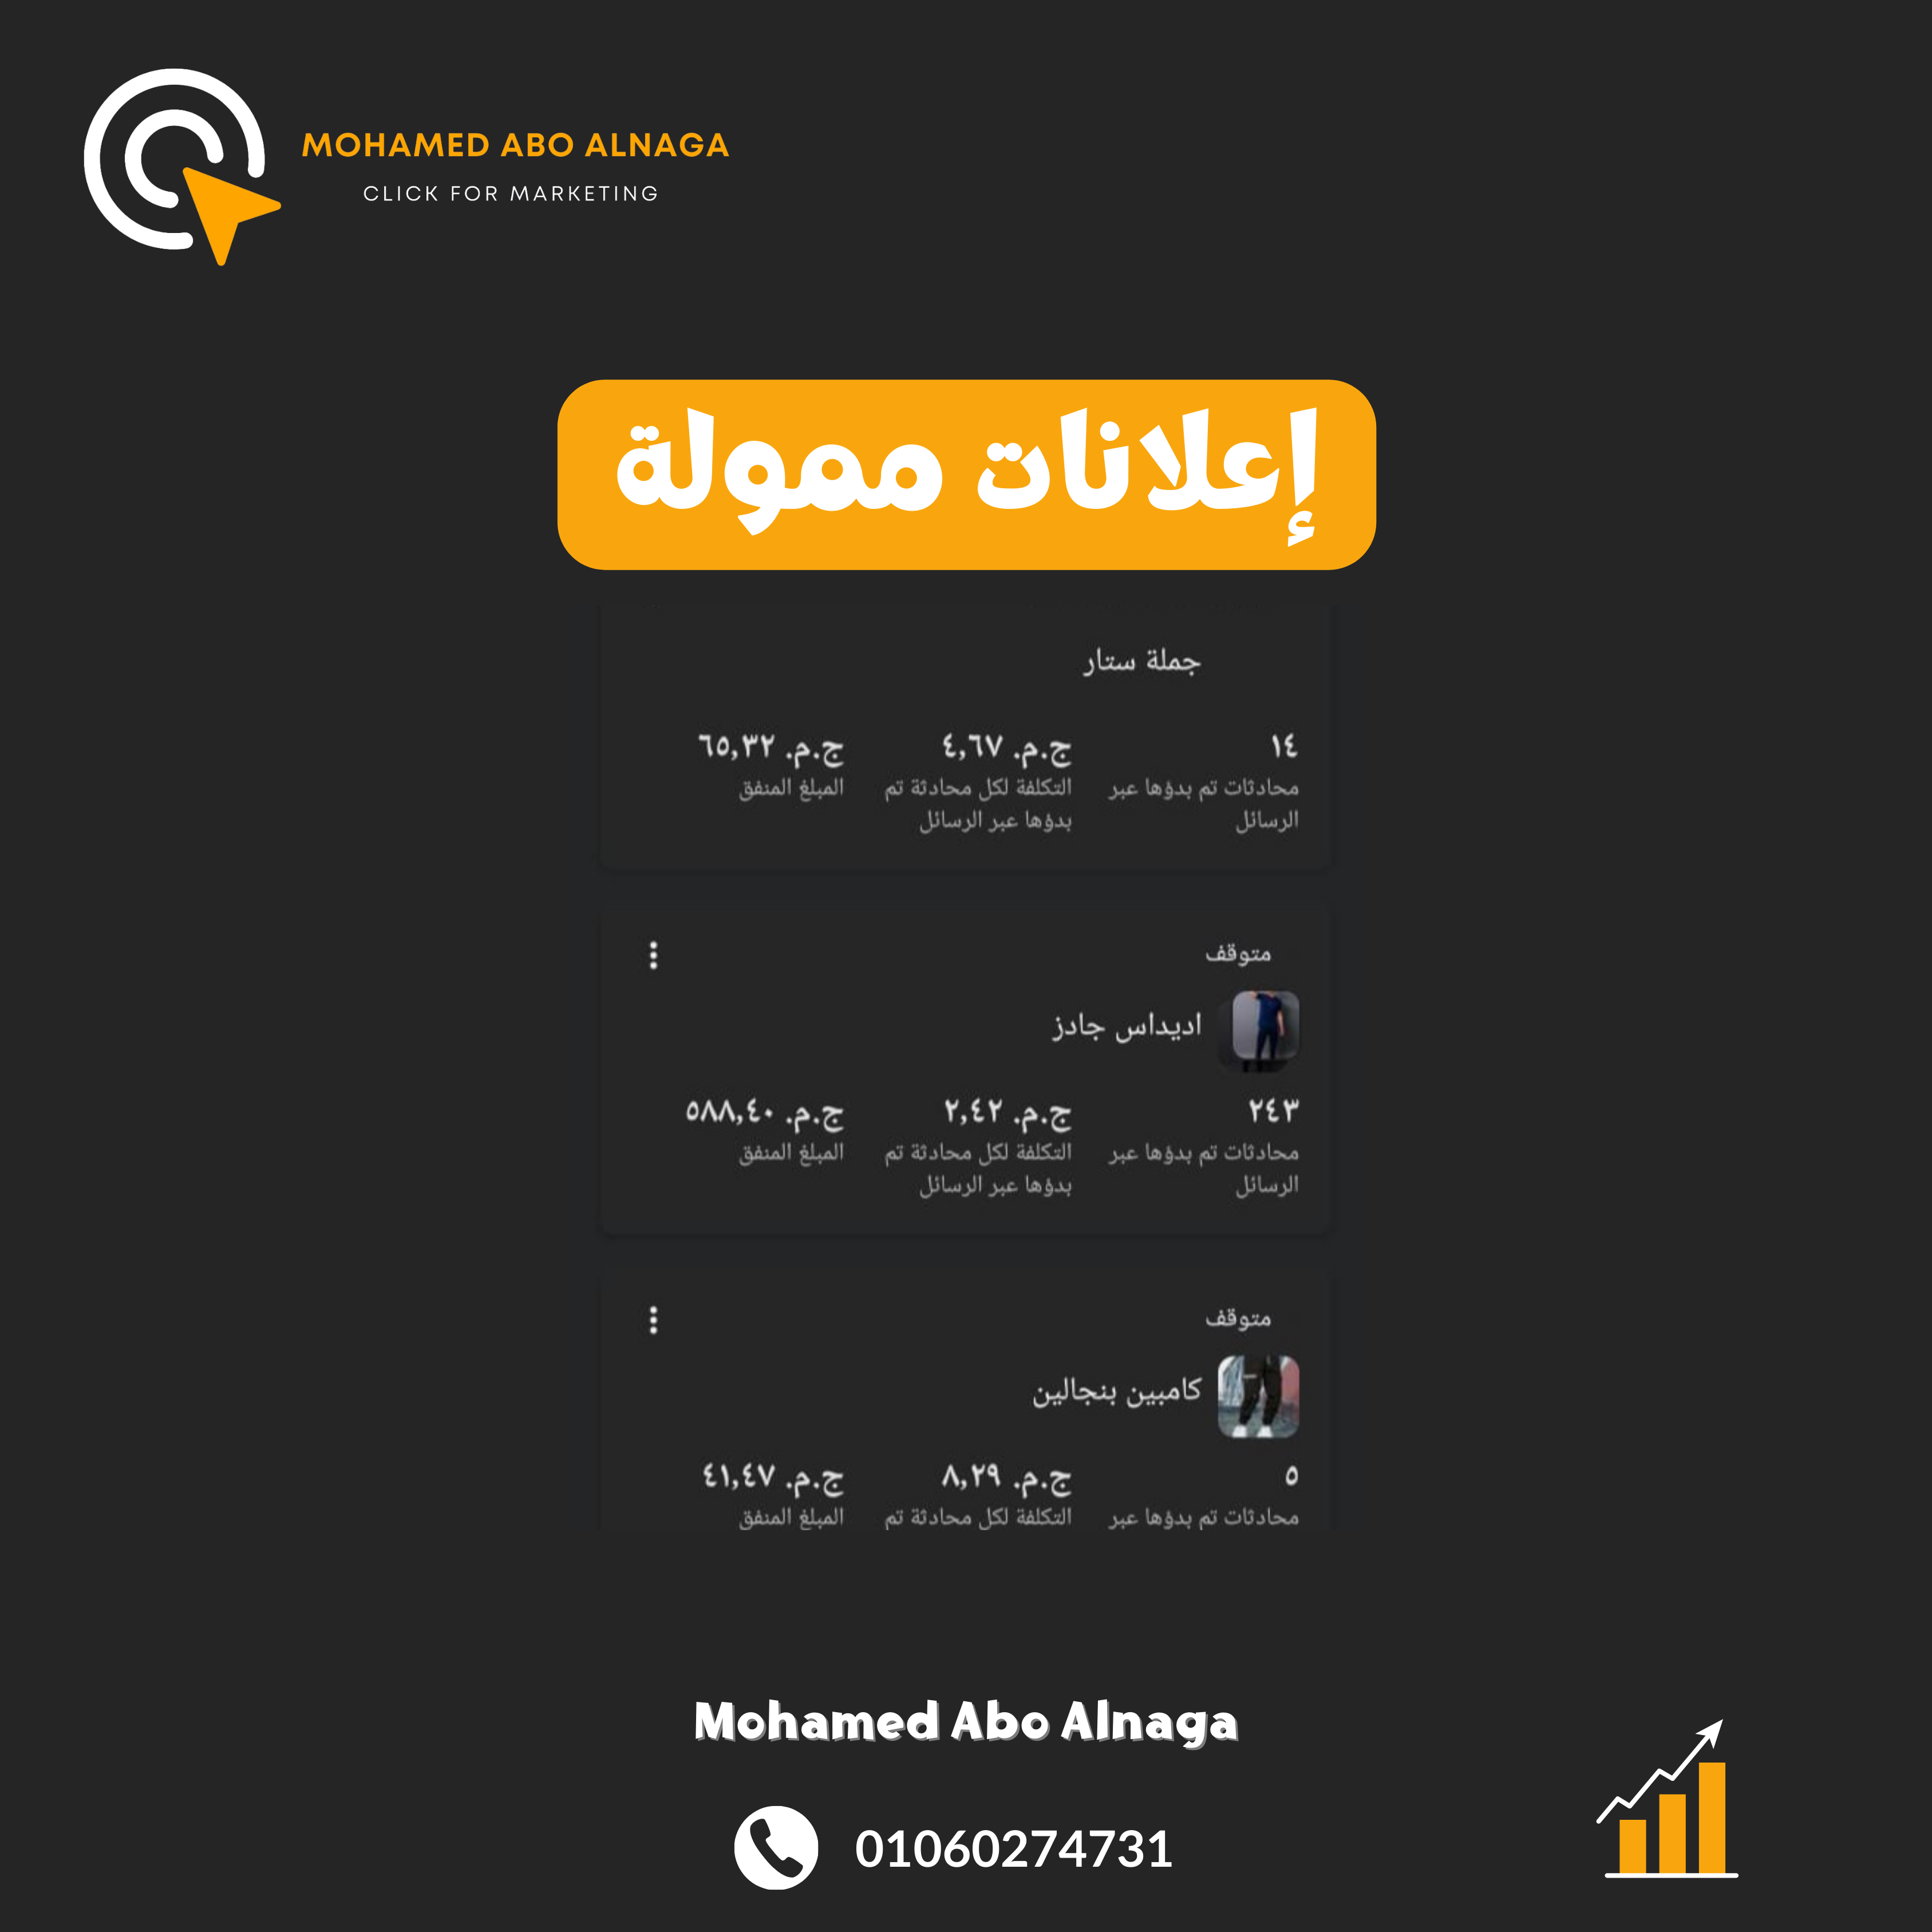 MOHAMED ABO ALNAGA
CLICK FOR MARKETING
إعلانات ممولة
جملة ستار
١٤ ج.م. ٤,٦٧ ج.م. ٦٥,٣٢
محادثات تم بدؤها عبر التكلفة لكل محادثة تم المبلغ المنفق
الرسائل بدؤها عبر الرسائل
متوقف
اديداس جادز
٢٤٣ ج.م. ٢,٤٢ ج.م. ٥٨٨,٤٠
محادثات تم بدؤها عبر التكلفة لكل محادثة تم المبلغ المنفق
الرسائل بدؤها عبر الرسائل
متوقف
كامبين بنجالين
٥ ج.م. ٨,٢٩ ج.م. ٤١,٤٧
محادثات تم بدؤها عبر التكلفة لكل محادثة تم المبلغ المنفق
Mohamed Abo Alnaga
01060274731